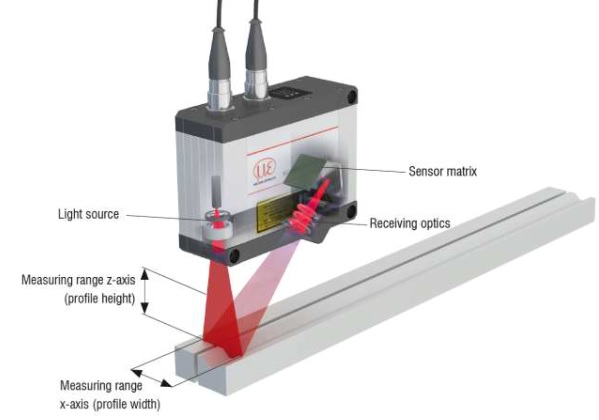 Sensor matrix
Light source
Receiving optics
Measuring range z-axis
(profile height)
Measuring range
x-axis (profile width)